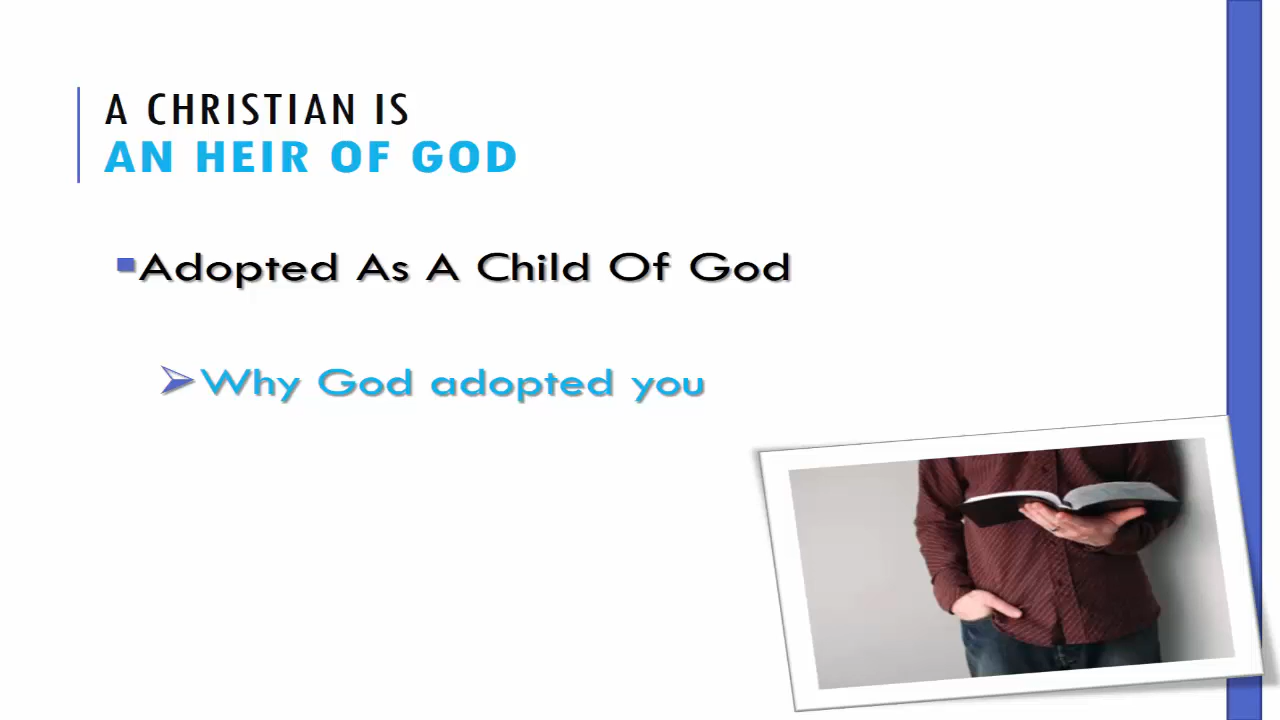 A CHRISTIAN IS
AN HEIR OF GOD
Adopted As A Child Of God
Why God adopted you